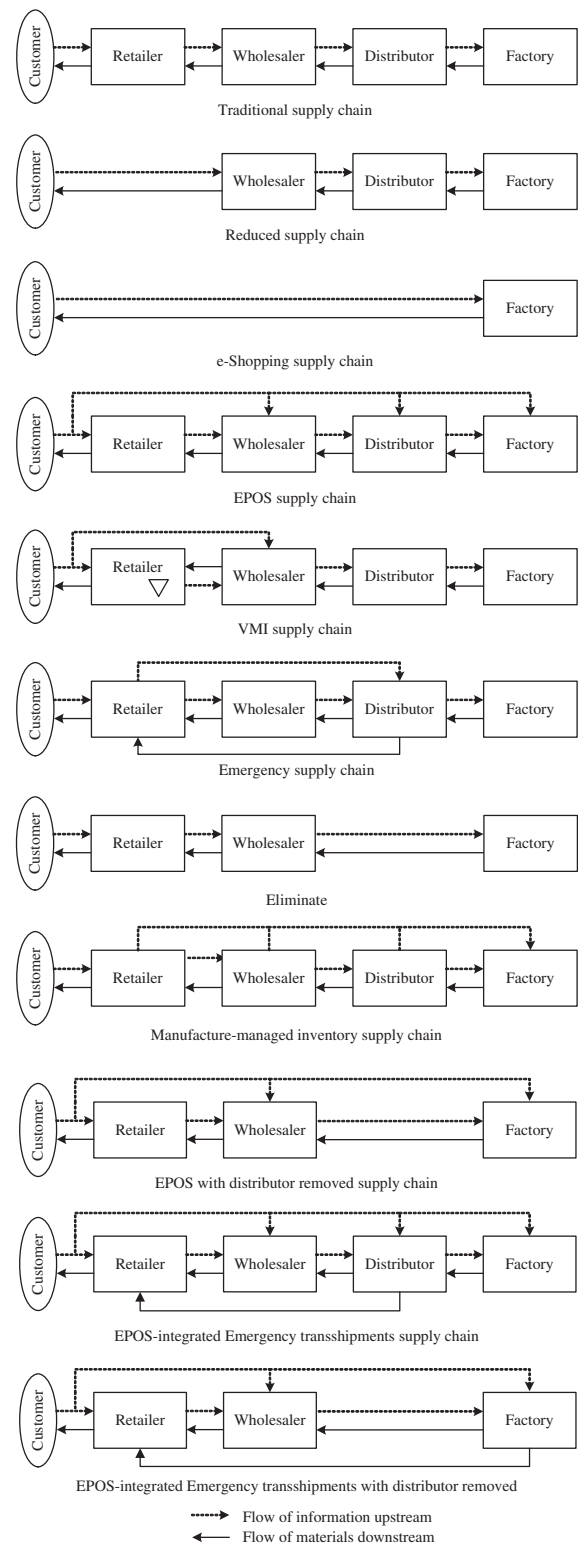 Customer
Retailer
Wholesaler
Distributor
Factory
Traditional supply chain
Customer
Wholesaler
Distributor
Factory
Reduced supply chain
Customer
Factory
e-Shopping supply chain
Customer
Retailer
Wholesaler
Distributor
Factory
EPOS supply chain
Customer
Retailer
Wholesaler
Distributor
Factory
VMI supply chain
Customer
Retailer
Wholesaler
Distributor
Factory
Emergency supply chain
Customer
Retailer
Wholesaler
Factory
Eliminate
Customer
Retailer
Wholesaler
Distributor
Factory
Manufacture-managed inventory supply chain
Customer
Retailer
Wholesaler
Factory
EPOS with distributor removed supply chain
Customer
Retailer
Wholesaler
Distributor
Factory
EPOS-integrated Emergency transshipments supply chain
Customer
Retailer
Wholesaler
Factory
EPOS-integrated Emergency transshipments with distributor removed
Flow of information upstream
Flow of materials downstream